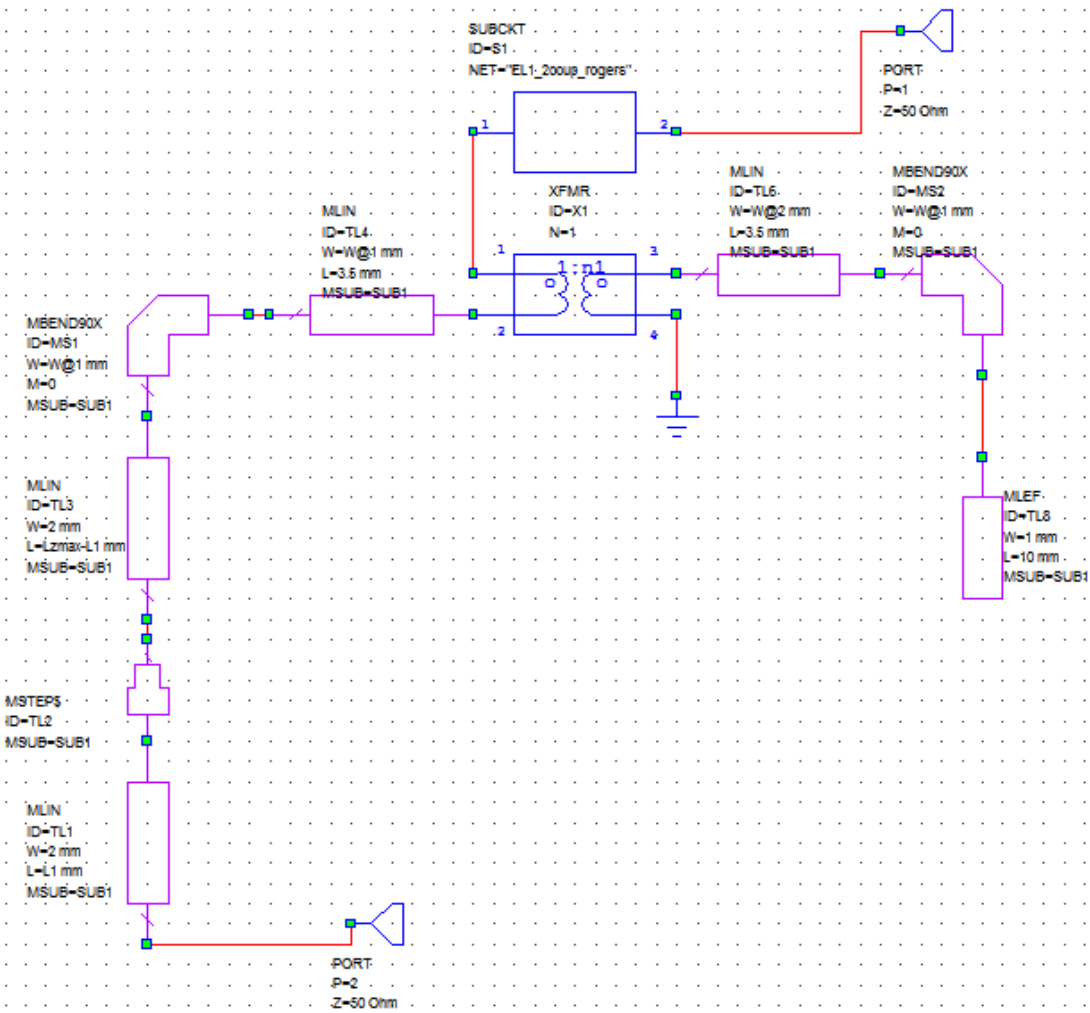 SUBCKT
ID=S1
NET="EL1_2ooup_rogers"
PORT
P=1
Z=50 Ohm
1
2
XFMR
ID=X1
N=1
1
2
3
4
1:n1
o
o
MLIN
ID=TL4
W=W@1 mm
L=3.5 mm
MSUB=SUB1
MLIN
ID=TL6
W=W@2 mm
L=3.5 mm
MSUB=SUB1
MBEND90X
ID=MS2
W=W@1 mm
M=0
MSUB=SUB1
MBEND90X
ID=MS1
W=W@1 mm
M=0
MSUB=SUB1
MLIN
ID=TL3
W=2 mm
L=Lzmax-L1 mm
MSUB=SUB1
MLEF
ID=TL8
W=1 mm
L=10 mm
MSUB=SUB1
MSTEP$
ID=TL2
MSUB=SUB1
MLIN
ID=TL1
W=2 mm
L=L1 mm
MSUB=SUB1
PORT
P=2
Z=50 Ohm